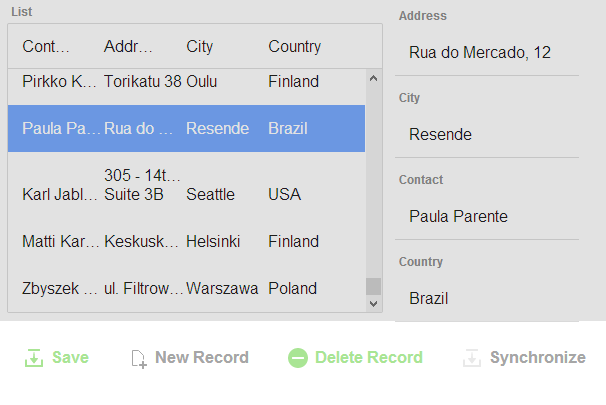 List
Cont… Addr… City Country
Pirkko K… Torikatu 38 Oulu Finland
Paula Pa… Rua do … Resende Brazil
305 - 14t…
Karl Jabl… Suite 3B Seattle USA
Matti Kar… Keskusk… Helsinki Finland
Zbyszek … ul. Filtrow… Warszawa Poland
Address
Rua do Mercado, 12
City
Resende
Contact
Paula Parente
Country
Brazil
Save New Record Delete Record Synchronize